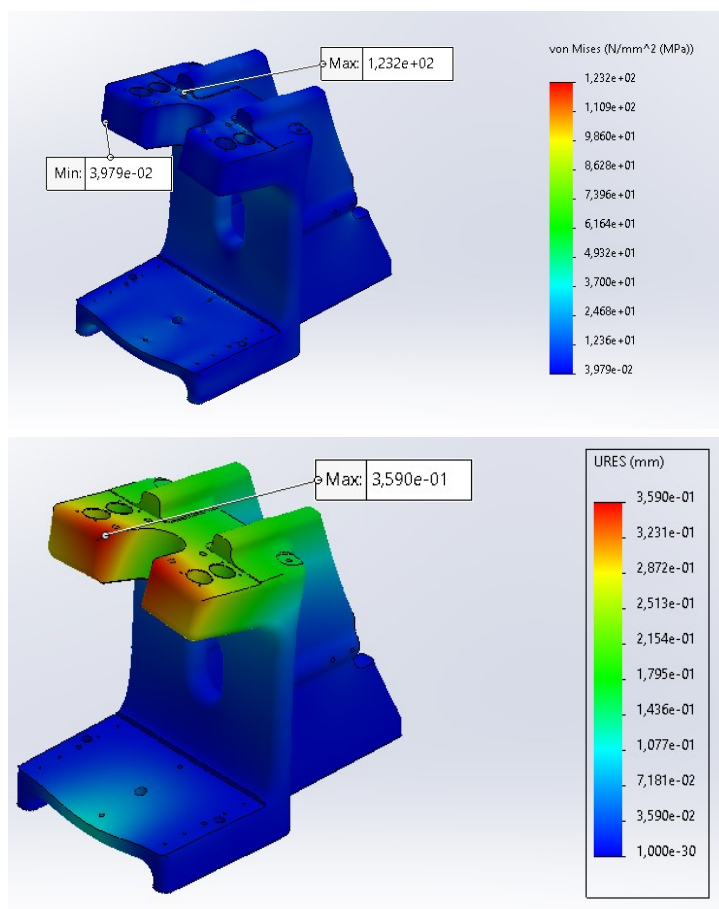 von Mises (N/mm^2 (MPa))
Max: 1,232e+02
Min: 3,979e-02
1,232e+02
1,109e+02
9,860e+01
8,628e+01
7,396e+01
6,164e+01
4,932e+01
3,700e+01
2,468e+01
1,236e+01
3,979e-02
URES (mm)
Max: 3,590e-01
3,590e-01
3,231e-01
2,872e-01
2,513e-01
2,154e-01
1,795e-01
1,436e-01
1,077e-01
7,181e-02
3,590e-02
1,000e-30